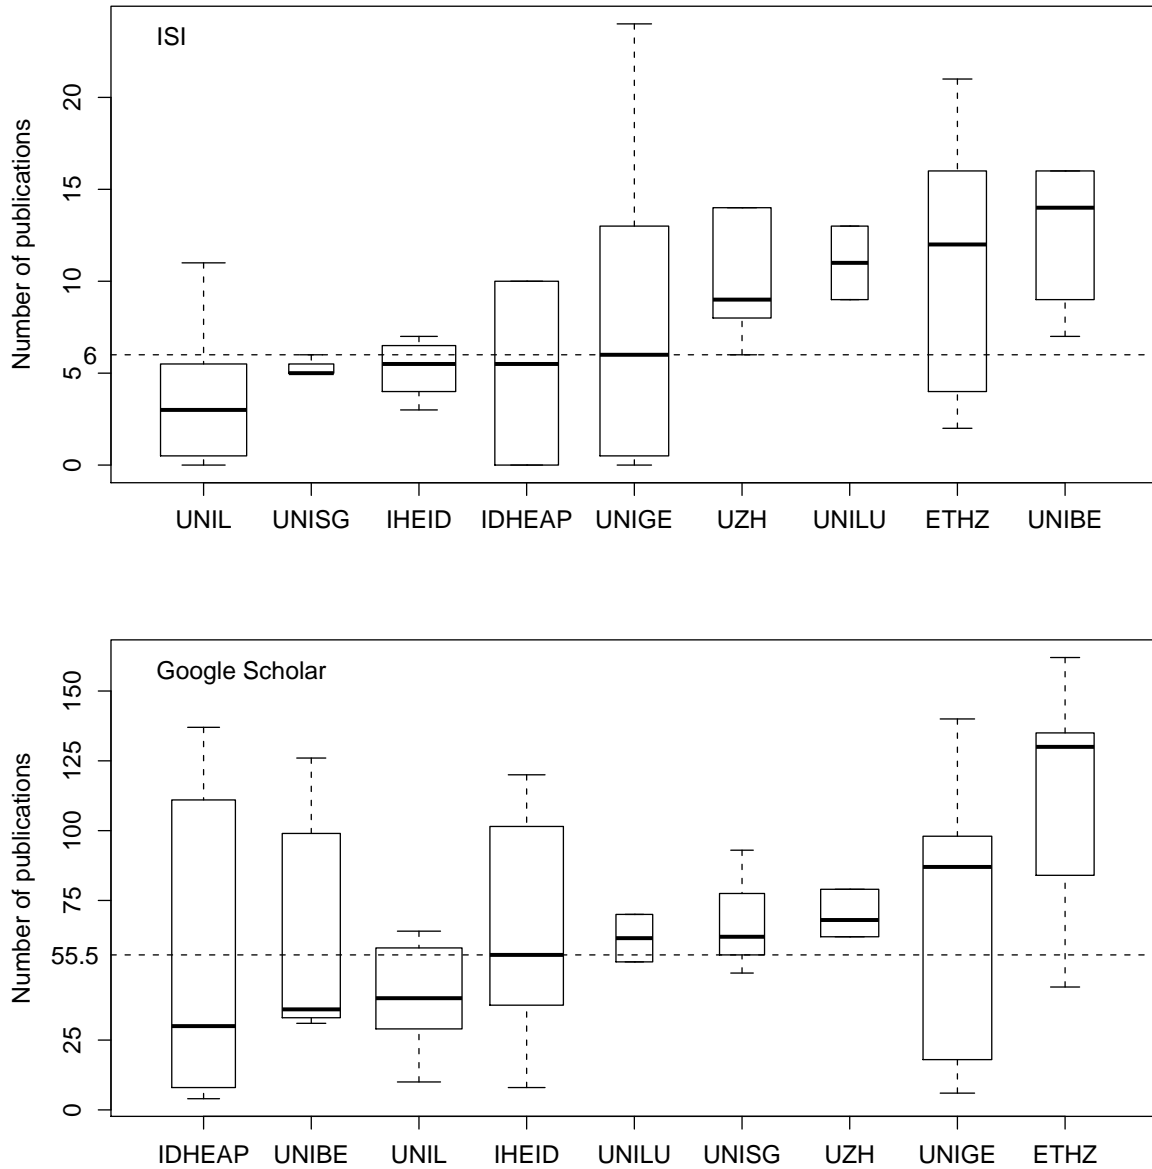 ISI
Number of publications
20
15
10
6
5
0
UNIL UNISG IHEID IDHEAP UNIGE UZH UNILU ETHZ UNIBE
Google Scholar
Number of publications
150
125
100
75
55.5
25
0
IDHEAP UNIBE UNIL IHEID UNILU UNISG UZH UNIGE ETHZ